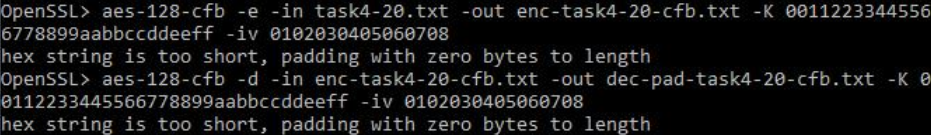 OpenSSL> aes-128-cfb -e -in task4-20.txt -out enc-task4-20-cfb.txt -K 0011223344556
6778899aabbccddeeff -iv 0102030405060708
hex string is too short, padding with zero bytes to length
OpenSSL> aes-128-cfb -d -in enc-task4-20-cfb.txt -out dec-pad-task4-20-cfb.txt -K 0
0112233445566778899aabbccddeeff -iv 0102030405060708
hex string is too short, padding with zero bytes to length